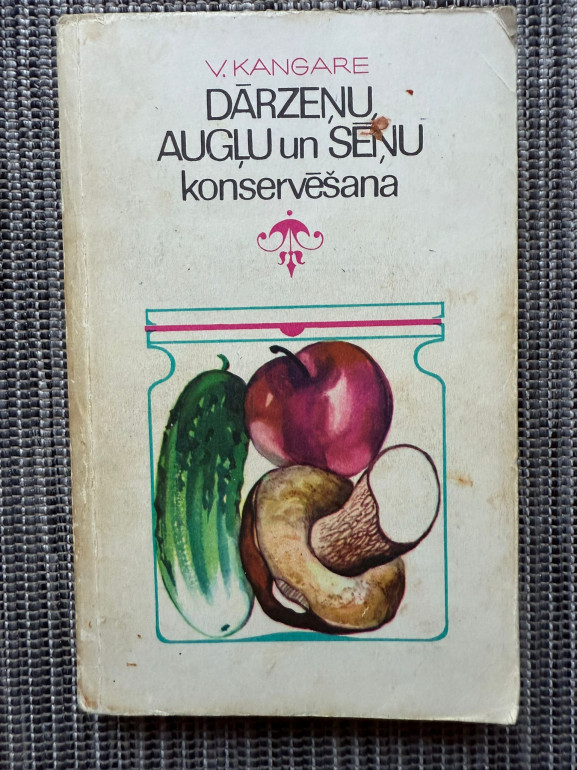 V. KANGARE
DĀRZEŅU,
AUGĻU un SĒŅU
konservēšana